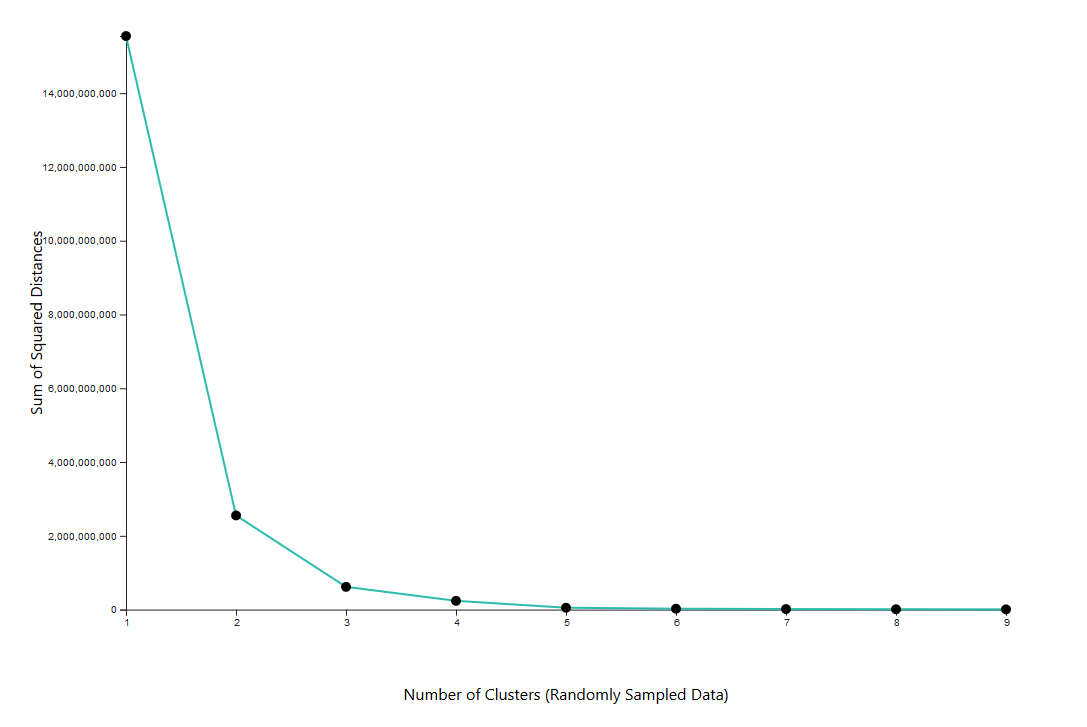 14,000,000,000
12,000,000,000
10,000,000,000
8,000,000,000
6,000,000,000
4,000,000,000
2,000,000,000
0
Sum of Squared Distances
1 2 3 4 5 6 7 8 9
Number of Clusters (Randomly Sampled Data)